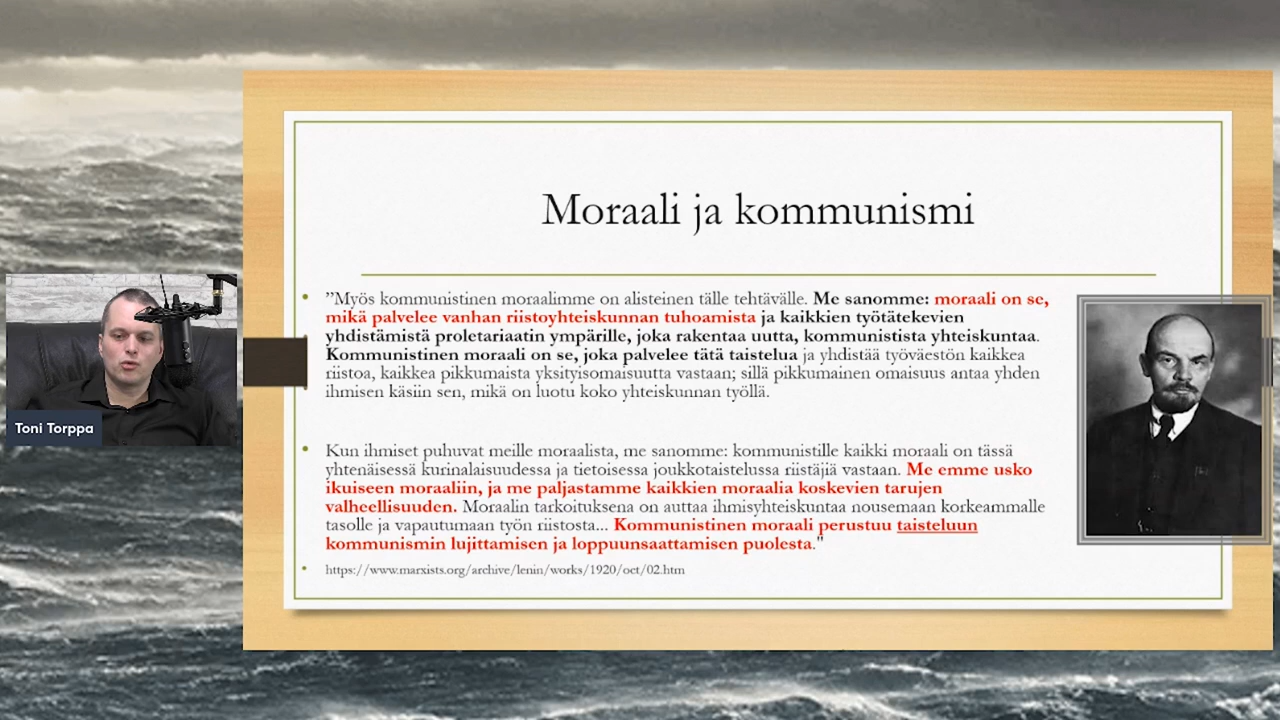 Moraali ja kommunismi
”Myös kommunistinen moraalimme on alisteinen tälle tehtävälle. Me sanomme: moraali on se,
mikä palvelee vanhan riistoyhteiskunnan tuhoamista ja kaikkien työtätekevien
yhdistämistä proletariaatin ympärille, joka rakentaa uutta, kommunistista yhteiskuntaa.
Kommunistinen moraali on se, joka palvelee tätä taistelua ja yhdistää työväestön kaikkea
riistoa, kaikkea pikkumaista yksityisomaisuutta vastaan; sillä pikkumainen omaisuus antaa yhden
ihmisen käsiin sen, mikä on luotu koko yhteiskunnan työllä.
Kun ihmiset puhuvat meille moraalista, me sanomme: kommunistille kaikki moraali on tässä
yhtenäisessä kurinalaisuudessa ja tietoisessa joukkotaistelussa riistäjiä vastaan. Me emme usko
ikuiseen moraaliin, ja me paljastamme kaikkien moraalia koskevien tarujen
valheellisuuden. Moraalin tarkoituksena on auttaa ihmisyhteiskuntaa nousemaan korkeammalle
tasolle ja vapautumaan työn riistosta... Kommunistinen moraali perustuu taisteluun
kommunismin lujittamisen ja loppuunsaattamisen puolesta."
https://www.marxists.org/archive/lenin/works/1920/oct/02.htm
Toni Torppa